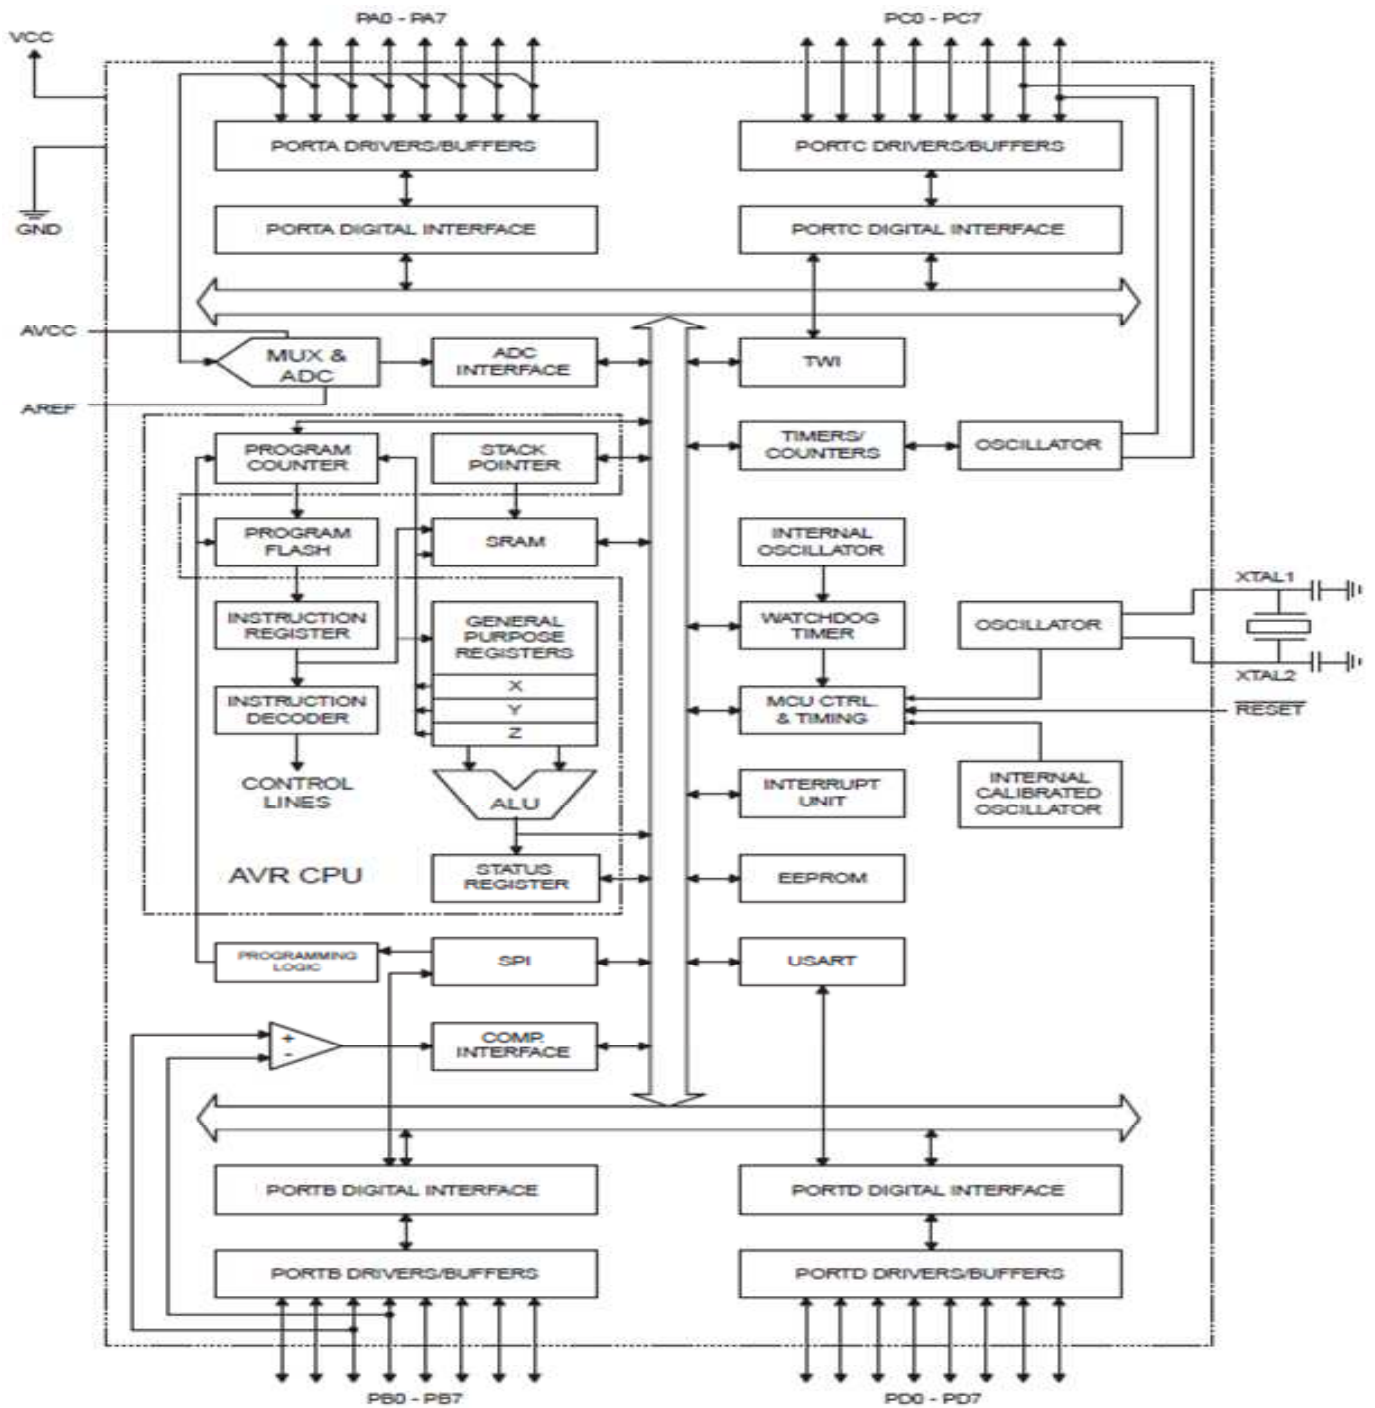 PA0 - PA7
PC0 - PC7
VCC
PORTA DRIVERS/BUFFERS
PORTC DRIVERS/BUFFERS
GND
PORTA DIGITAL INTERFACE
PORTC DIGITAL INTERFACE
AVCC
MUX &
ADC
ADC
INTERFACE
TWI
AREF
PROGRAM
COUNTER
STACK
POINTER
TIMERS/
COUNTERS
OSCILLATOR
PROGRAM
FLASH
SRAM
INTERNAL
OSCILLATOR
XTAL1
INSTRUCTION
REGISTER
GENERAL
PURPOSE
REGISTERS
WATCHDOG
TIMER
OSCILLATOR
XTAL2
X
INSTRUCTION
DECODER
Y
MCU CTRL.
& TIMING
RESET
Z
CONTROL
LINES
ALU
INTERRUPT
UNIT
INTERNAL
CALIBRATED
OSCILLATOR
AVR CPU
STATUS
REGISTER
EEPROM
PROGRAMMING
LOGIC
SPI
USART
+
-
COMP.
INTERFACE
PORTB DIGITAL INTERFACE
PORTD DIGITAL INTERFACE
PORTB DRIVERS/BUFFERS
PORTD DRIVERS/BUFFERS
PB0 - PB7
PD0 - PD7